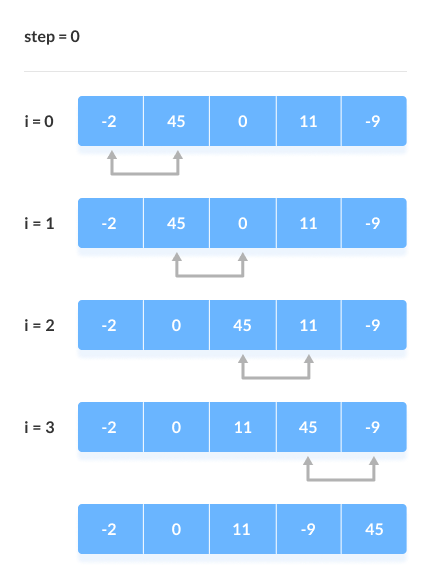 step = 0
i = 0 -2 45 0 11 -9
i = 1 -2 45 0 11 -9
i = 2 -2 0 45 11 -9
i = 3 -2 0 11 45 -9
-2 0 11 -9 45